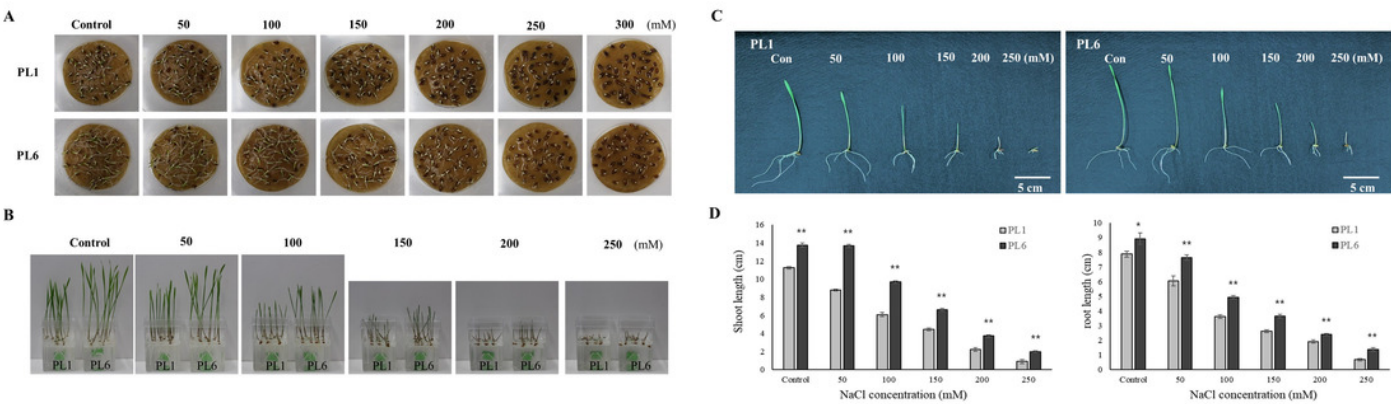 A
Control 50 100 150 200 250 300 (mM)
PL1
PL6
B
Control 50 100 150 200 250 (mM)
PL1 PL6 PL1 PL6 PL1 PL6 PL1 PL6 PL1 PL6 PL1 PL6
C
PL1
Con 50 100 150 200 250 (mM)
5 cm
PL6
Con 50 100 150 200 250 (mM)
5 cm
D
Shoot length (cm)
16
14
12
10
8
6
4
2
0
** ** ** ** ** **
PL1
PL6
Control 50 100 150 200 250
NaCl concentration (mM)
root length (cm)
10
9
8
7
6
5
4
3
2
1
0
* ** ** ** ** **
PL1
PL6
Control 50 100 150 200 250
NaCl concentration (mM)